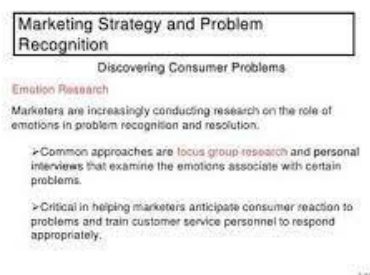 Marketing Strategy and Problem
Recognition
Discovering Consumer Problems
Emotion Research
Marketers are increasingly conducting research on the role of
emotions in problem recognition and resolution.
➢Common approaches are focus group research and personal
interviews that examine the emotions associate with certain
problems.
➢Critical in helping marketers anticipate consumer reaction to
problems and train customer service personnel to respond
appropriately.